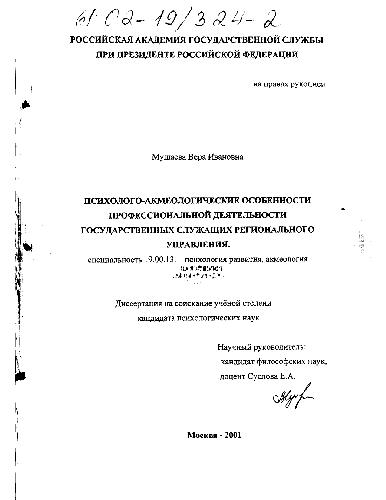 61 02-19/324-2
РОССИЙСКАЯ АКАДЕМИЯ ГОСУДАРСТВЕННОЙ СЛУЖБЫ
ПРИ ПРЕЗИДЕНТЕ РОССИЙСКОЙ ФЕДЕРАЦИИ
на правах рукописи
Мушаева Вера Ивановна
ПСИХОЛОГО-АКМЕОЛОГИЧЕСКИЕ ОСОБЕННОСТИ
ПРОФЕССИОНАЛЬНОЙ ДЕЯТЕЛЬНОСТИ
ГОСУДАРСТВЕННЫХ СЛУЖАЩИХ РЕГИОНАЛЬНОГО
УПРАВЛЕНИЯ.
специальность 19.00.13. психология развития, акмеология
Диссертация на соискание учёной степени
кандидата психологических наук
Научный руководитель:
кандидат философских наук,
доцент Суслова Е.А.
Москва - 2001